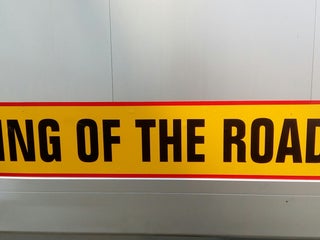 ING OF THE ROAD